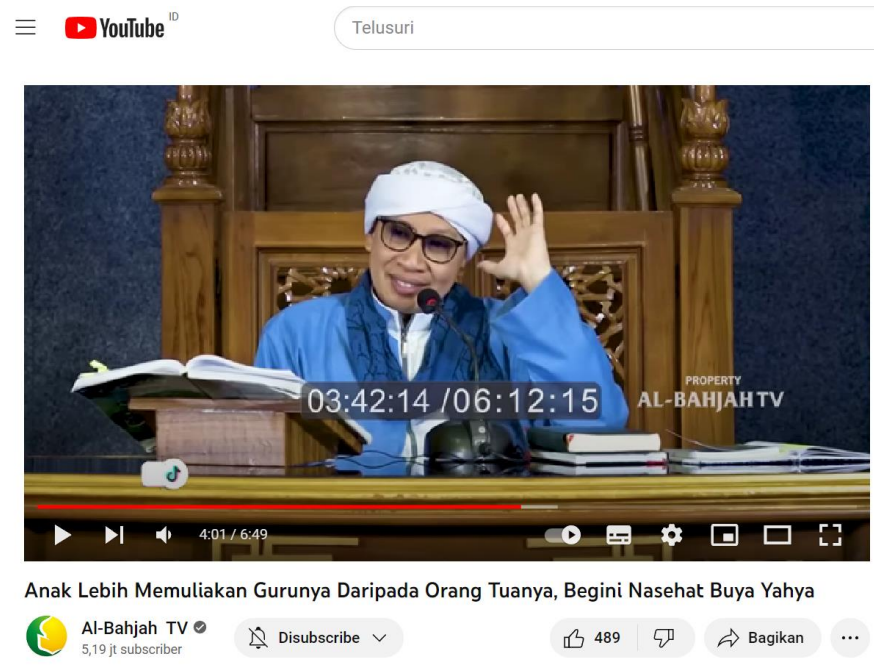 YouTube ID
Telusuri
03:42:14 /06:12:15
PROPERTY
AL-BAHJAH TV
4:01 / 6:49
Anak Lebih Memuliakan Gurunya Daripada Orang Tuanya, Begini Nasehat Buya Yahya
Al-Bahjah TV
5,19 jt subscriber
Disubscribe
489
Bagikan